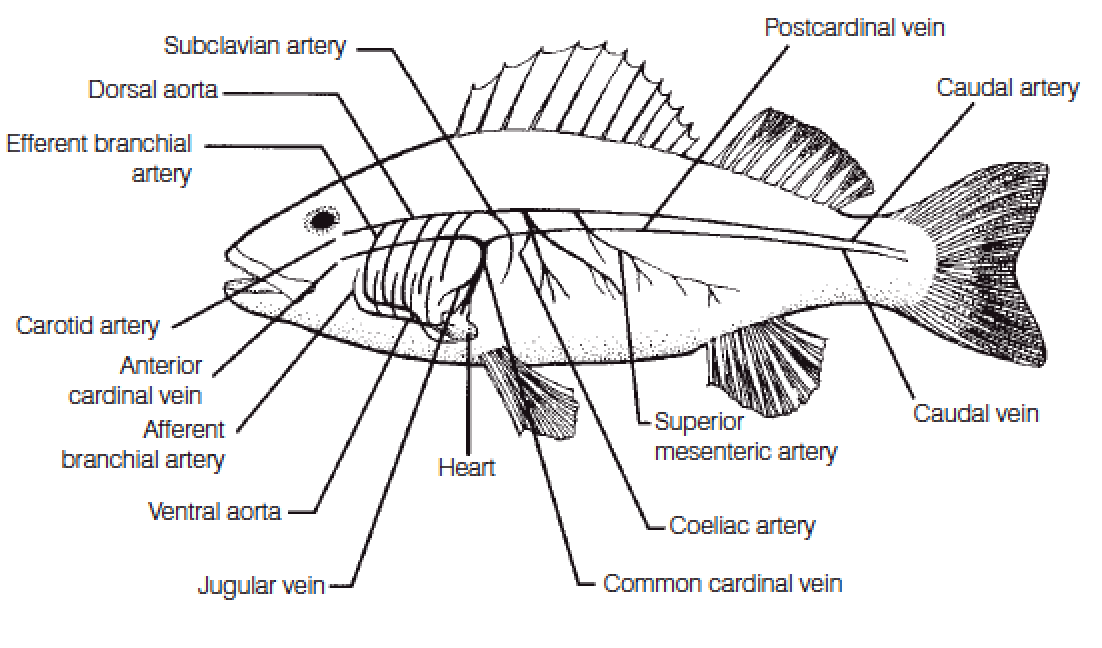 Postcardinal vein
Subclavian artery
Caudal artery
Dorsal aorta
Efferent branchial
artery
Carotid artery
Anterior
cardinal vein
Afferent
branchial artery
Ventral aorta
Jugular vein
Heart
Superior
mesenteric artery
Caudal vein
Coeliac artery
Common cardinal vein